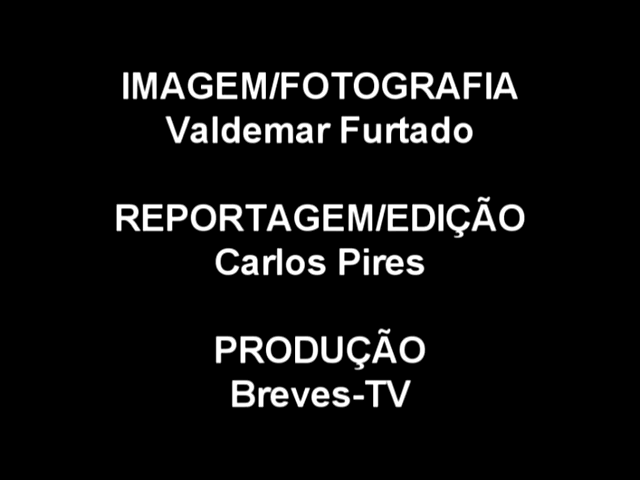 IMAGEM/FOTOGRAFIA
Valdemar Furtado
REPORTAGEM/EDIÇÃO
Carlos Pires
PRODUÇÃO
Breves-TV